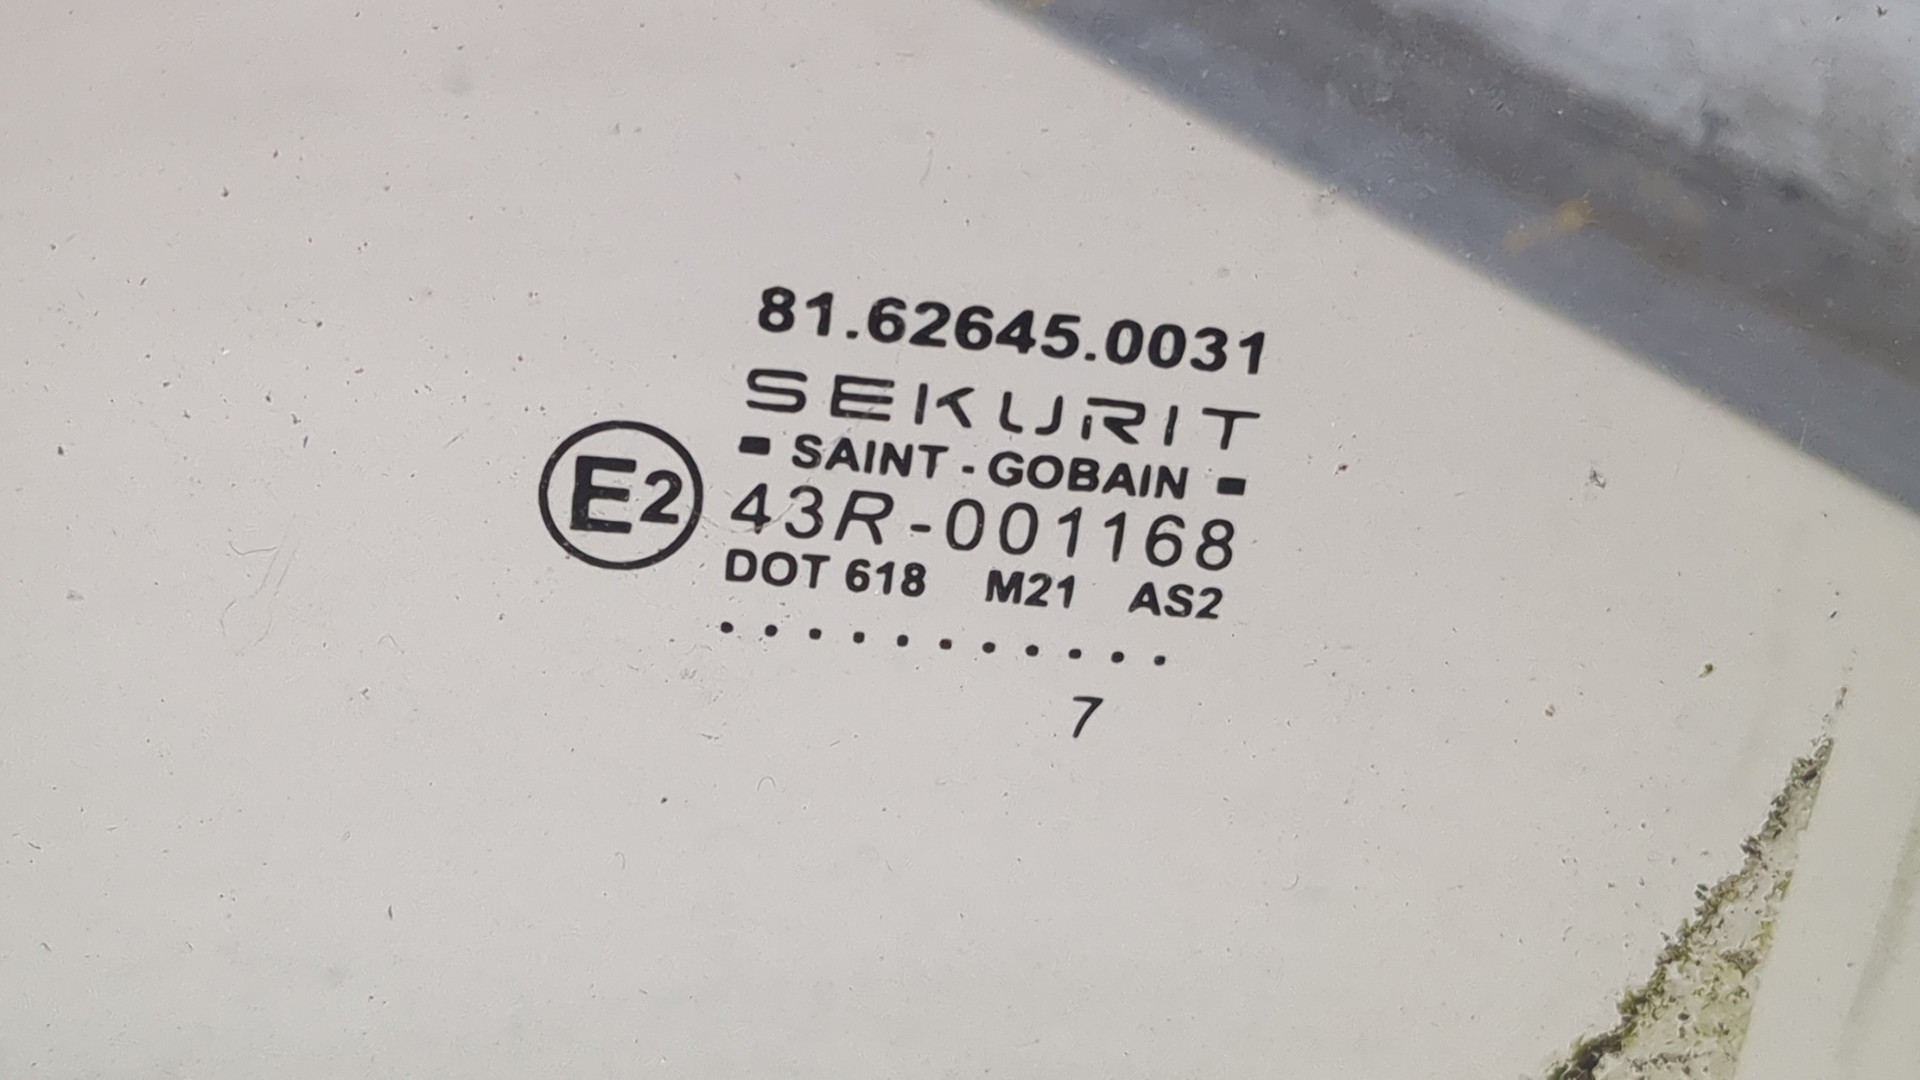 81.62645.0031
SEKURIT
- SAINT-GOBAIN -
E2 43R-001168
DOT 618 M21 AS2
...........
7